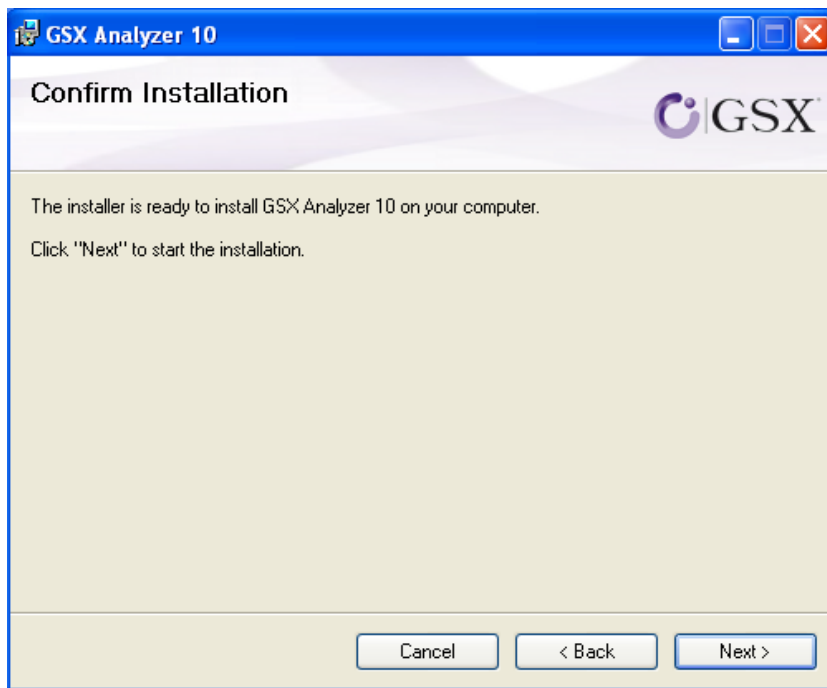 GSX Analyzer 10
Confirm Installation
GSX
The installer is ready to install GSX Analyzer 10 on your computer.
Click "Next" to start the installation.
Cancel
< Back
Next >